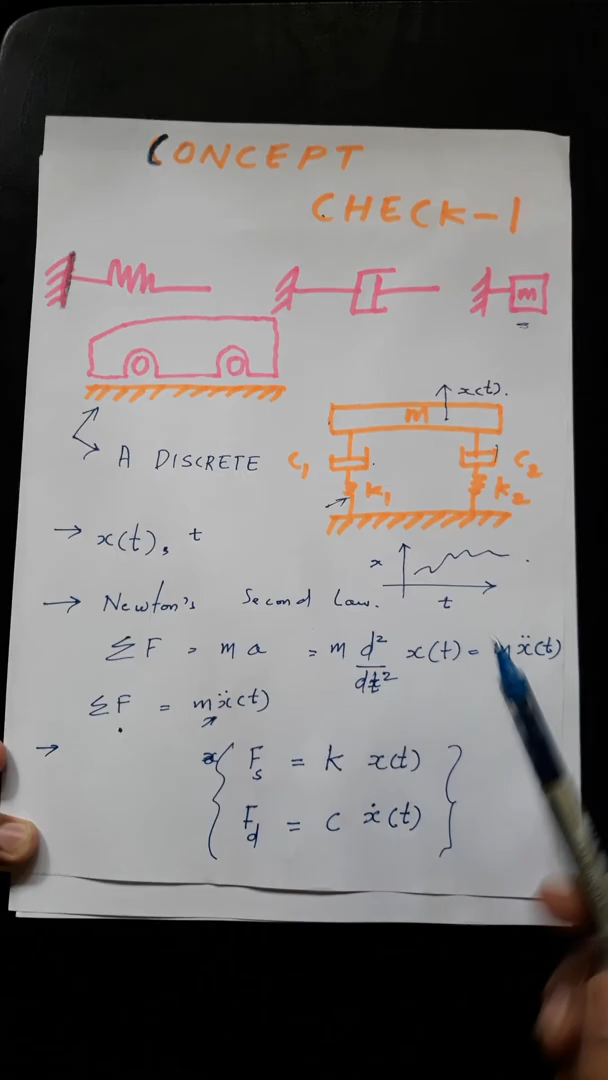 CONCEPT
CHECK-1
m
x(t).
m
→ A DISCRETE
C₁ K₁ K₂ C₂
→ x(t), t
x
t
→ Newton's Second Law.
ΣF = ma = m d²/dt² x(t) = mẍ(t)
ΣF = mẍ(t)
→ { Fs = k x(t)
Fd = c ẋ(t) }